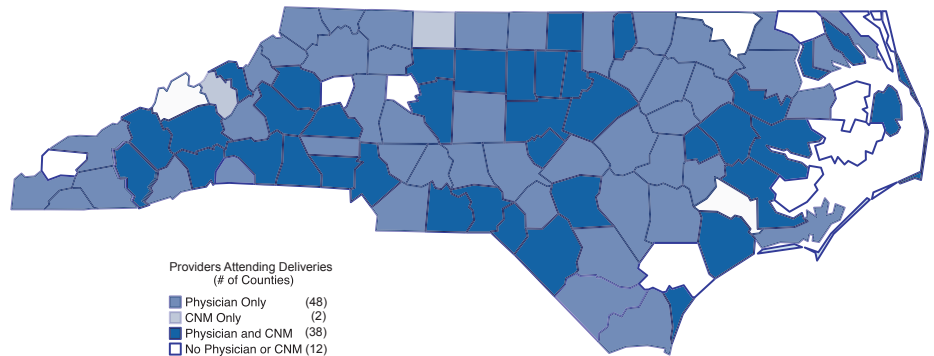 Providers Attending Deliveries
(# of Counties)
Physician Only (48)
CNM Only (2)
Physician and CNM (38)
No Physician or CNM (12)